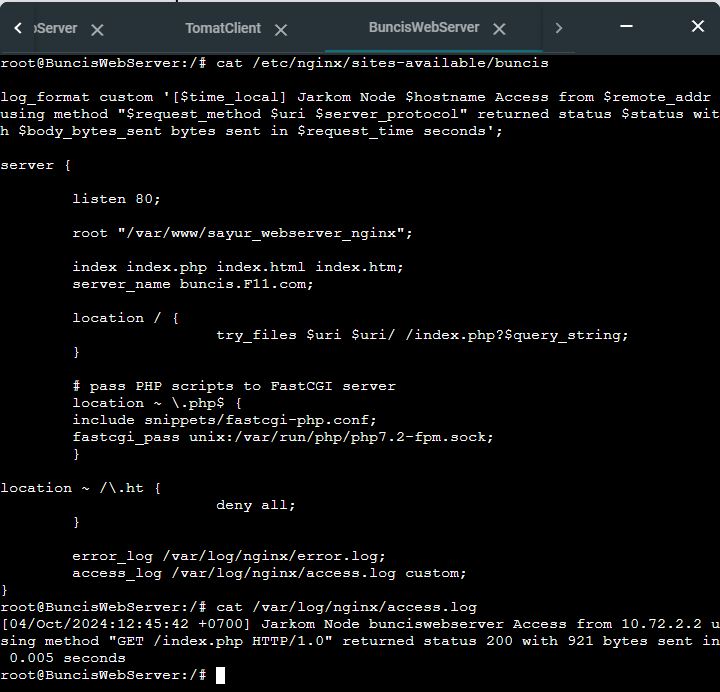 bServer
TomatClient
BuncisWebServer
root@BuncisWebServer:/# cat /etc/nginx/sites-available/buncis
log_format custom '[$time_local] Jarkom Node $hostname Access from $remote_addr
using method "$request_method $uri $server_protocol" returned status $status wit
h $body_bytes_sent bytes sent in $request_time seconds';
server {
listen 80;
root "/var/www/sayur_webserver_nginx";
index index.php index.html index.htm;
server_name buncis.F11.com;
location / {
try_files $uri $uri/ /index.php?$query_string;
}
# pass PHP scripts to FastCGI server
location ~ \.php$ {
include snippets/fastcgi-php.conf;
fastcgi_pass unix:/var/run/php/php7.2-fpm.sock;
}
location ~ /\.ht {
deny all;
}
error_log /var/log/nginx/error.log;
access_log /var/log/nginx/access.log custom;
}
root@BuncisWebServer:/# cat /var/log/nginx/access.log
[04/Oct/2024:12:45:42 +0700] Jarkom Node bunciswebserver Access from 10.72.2.2 u
sing method "GET /index.php HTTP/1.0" returned status 200 with 921 bytes sent in
0.005 seconds
root@BuncisWebServer:/#